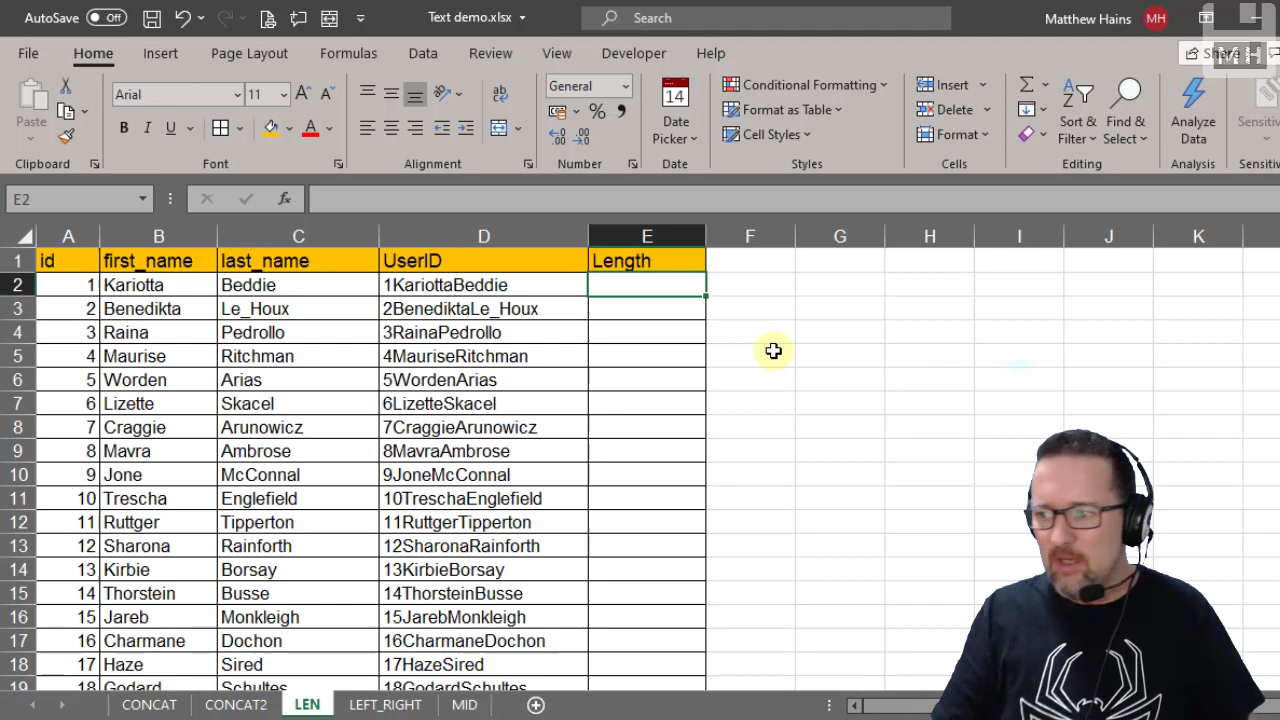 AutoSave Off Text demo.xlsx Search Matthew Hains MH
File Home Insert Page Layout Formulas Data Review View Developer Help Share
Paste Arial 11 General 14 Date Picker Conditional Formatting Format as Table Cell Styles Insert Delete Format Sort & Filter Find & Select Analyze Data
Clipboard Font Alignment Number Date Styles Cells Editing Analysis
E2 fx
A B C D E F G H I J K
1 id first_name last_name UserID Length
2 1 Kariotta Beddie 1KariottaBeddie
3 2 Benedikta Le_Houx 2BenediktaLe_Houx
4 3 Raina Pedrollo 3RainaPedrollo
5 4 Maurise Ritchman 4MauriseRitchman
6 5 Worden Arias 5WordenArias
7 6 Lizette Skacel 6LizetteSkacel
8 7 Craggie Arunowicz 7CraggieArunowicz
9 8 Mavra Ambrose 8MavraAmbrose
10 9 Jone McConnal 9JoneMcConnal
11 10 Trescha Englefield 10TreschaEnglefield
12 11 Ruttger Tipperton 11RuttgerTipperton
13 12 Sharona Rainforth 12SharonaRainforth
14 13 Kirbie Borsay 13KirbieBorsay
15 14 Thorstein Busse 14ThorsteinBusse
16 15 Jareb Monkleigh 15JarebMonkleigh
17 16 Charmane Dochon 16CharmaneDochon
18 17 Haze Sired 17HazeSired
19 18 Godard Schultes 18GodardSchultes
CONCAT CONCAT2 LEN LEFT_RIGHT MID